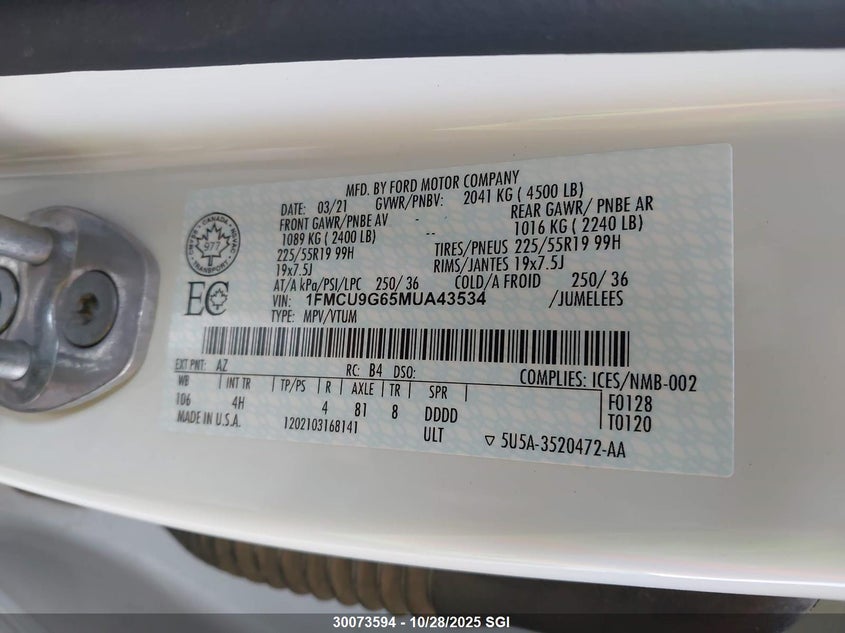 MFD. BY FORD MOTOR COMPANY
DATE: 03/21 GVWR/PNBV: 2041 KG ( 4500 LB)
FRONT GAWR/PNBE AV -- REAR GAWR/ PNBE AR
1089 KG ( 2400 LB) 1016 KG ( 2240 LB)
225/55R19 99H TIRES/PNEUS 225/55R19 99H
19x7.5J RIMS/JANTES 19x7.5J
AT/A kPa/PSI/LPC 250/ 36 COLD/A FROID 250/ 36
VIN: 1FMCU9G65MUA43534 /JUMELEES
TYPE: MPV/VTUM
CANADA
977
TRANSPORT
EC
EXT PNT: AZ RC: B4 DSO: COMPLIES: ICES/NMB-002
WB INT TR TP/PS R AXLE TR SPR F0128
106 4H 4 81 8 DDDD T0120
MADE IN U.S.A. 1202103168141 ULT ▽ 5U5A-3520472-AA
30073594 - 10/28/2025 SGI